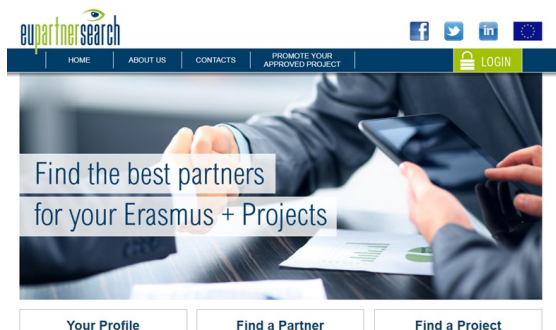 eupartnersearch
HOME
ABOUT US
CONTACTS
PROMOTE YOUR
APPROVED PROJECT
LOGIN
Find the best partners
for your Erasmus + Projects
Your Profile
Find a Partner
Find a Project